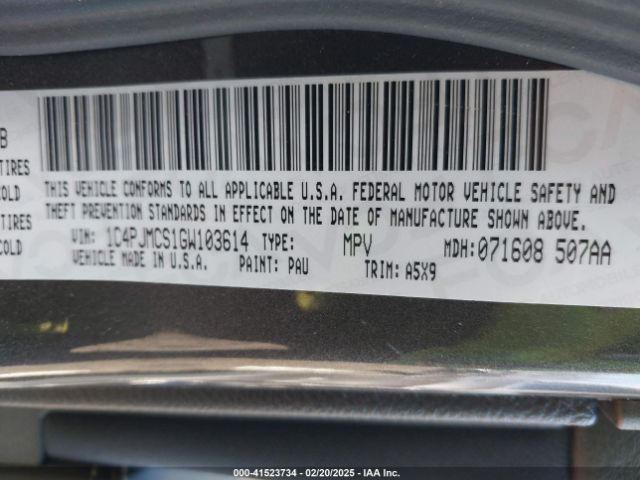 B
TIRES
COLD
TIRES
COLD
THIS VEHICLE CONFORMS TO ALL APPLICABLE U.S.A. FEDERAL MOTOR VEHICLE SAFETY AND
THEFT PREVENTION STANDARDS IN EFFECT ON THE DATE OF MANUFACTURE SHOWN ABOVE.
VIN: 1C4PJMCS1GW103614 TYPE: MPV MDH:071608 507AA
VEHICLE MADE IN U.S.A. PAINT: PAU TRIM: A5X9
000-41523734 - 02/20/2025 - IAA Inc.